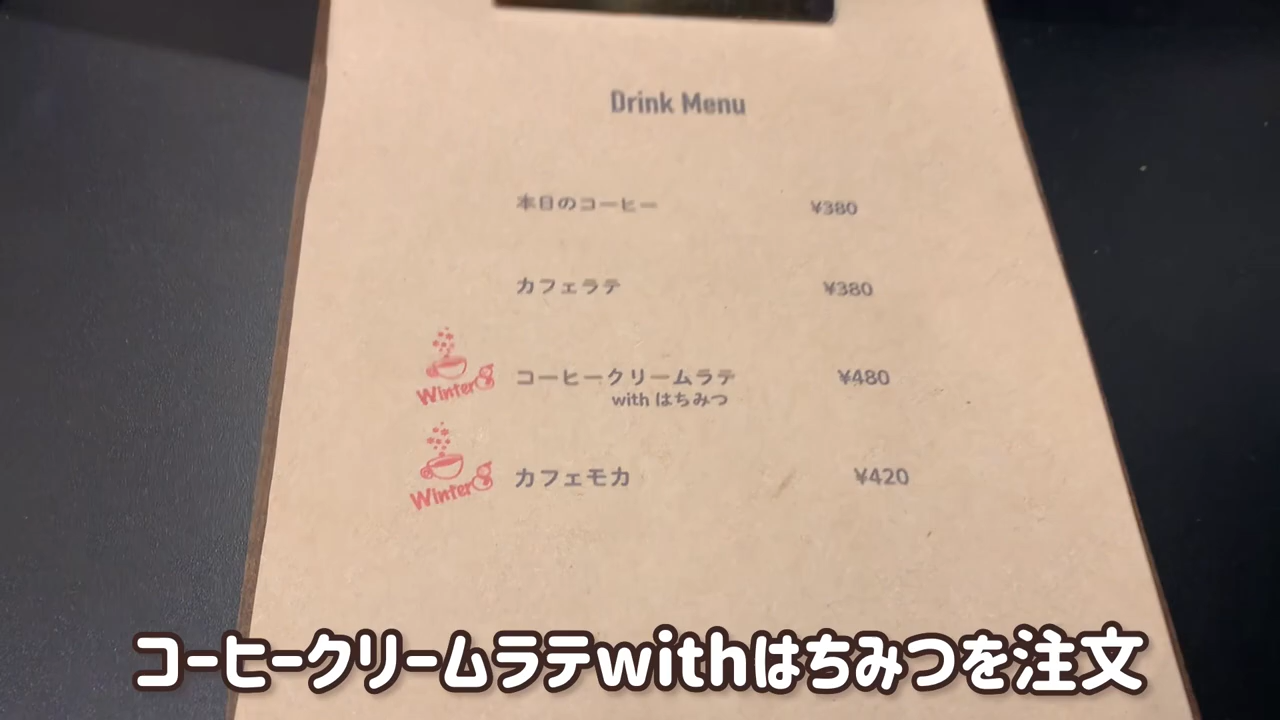 Drink Menu
本日のコーヒー ¥380
カフェラテ ¥380
Winter コーヒークリームラテ ¥480
with はちみつ
Winter カフェモカ ¥420
コーヒークリームラテwithはちみつを注文